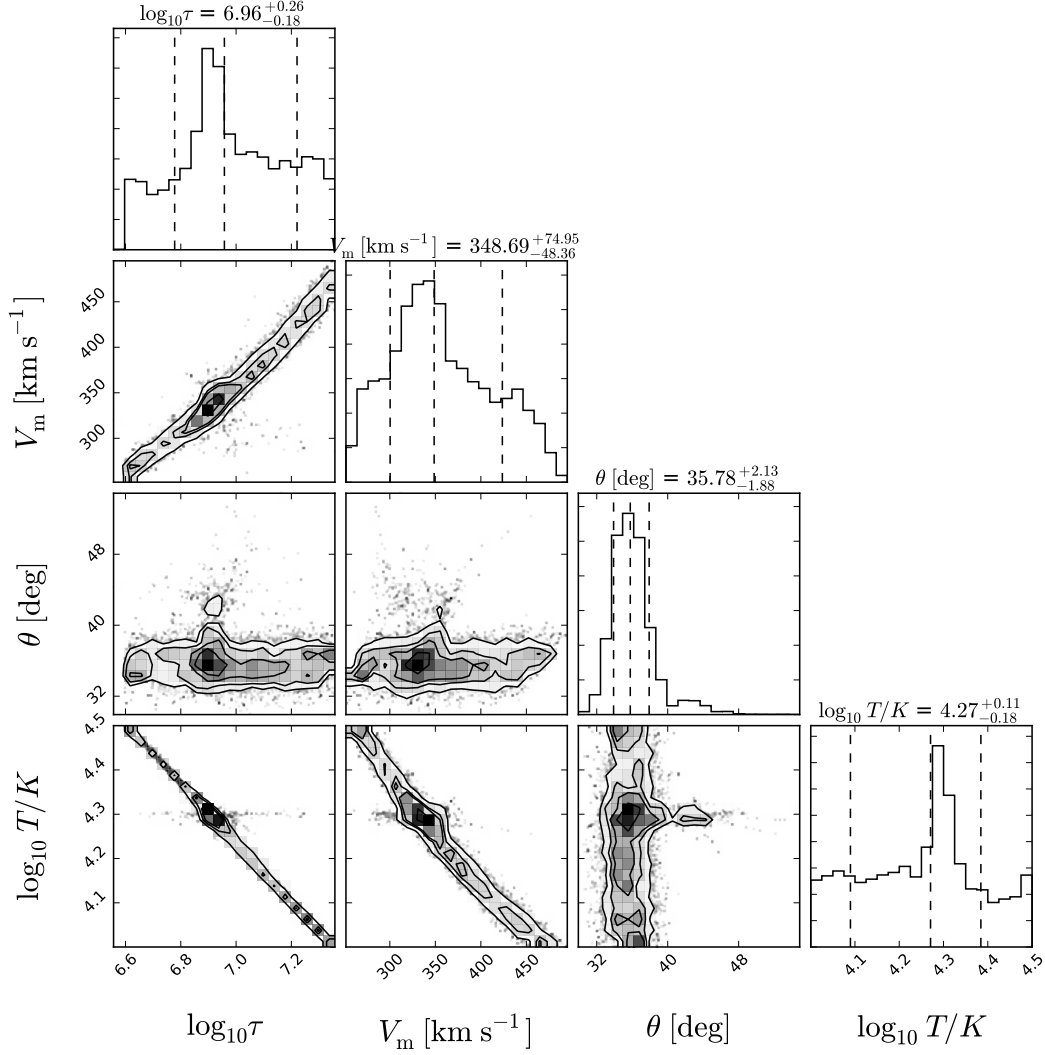 log₁₀τ = 6.96⁺⁰·²⁶₋₀.₁₈
Vₘ [km s⁻¹] = 348.69⁺⁷⁴·⁹⁵₋₄₈.₃₆
450
400
350
300
Vₘ [km s⁻¹]
θ [deg] = 35.78⁺²·¹³₋₁.₈₈
48
40
32
θ [deg]
log₁₀ T/K = 4.27⁺⁰·¹¹₋₀.₁₈
4.5
4.4
4.3
4.2
4.1
log₁₀ T/K
6.6 6.8 7.0 7.2
300 350 400 450
32 40 48
4.1 4.2 4.3 4.4 4.5
log₁₀τ Vₘ [km s⁻¹] θ [deg] log₁₀ T/K